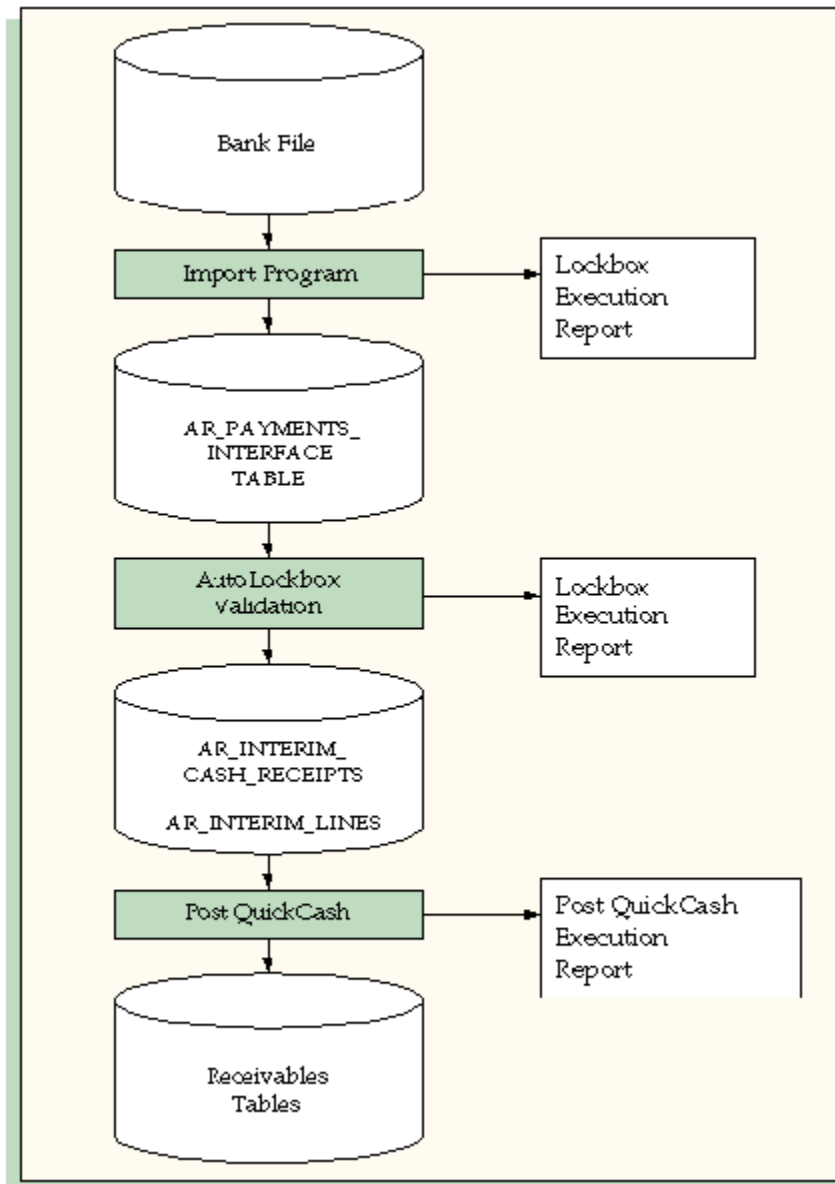 Bank File
Import Program
Lockbox
Execution
Report
AR_PAYMENTS_
INTERFACE
TABLE
AutoLockbox
Validation
Lockbox
Execution
Report
AR_INTERIM_
CASH_RECEIPTS
AR_INTERIM_LINES
Post QuickCash
Post QuickCash
Execution
Report
Receivables
Tables